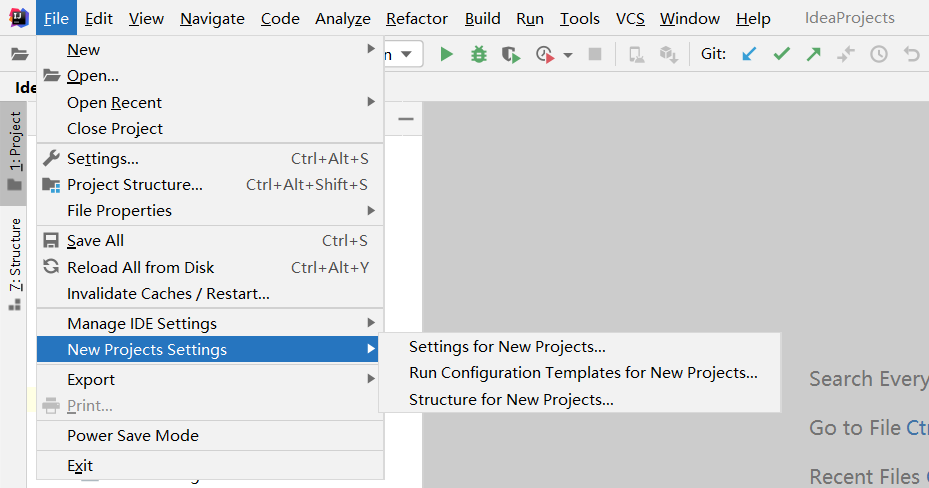 File Edit View Navigate Code Analyze Refactor Build Run Tools VCS Window Help IdeaProjects
Git:
1: Project
7: Structure
New
Open...
Open Recent
Close Project
Settings... Ctrl+Alt+S
Project Structure... Ctrl+Alt+Shift+S
File Properties
Save All Ctrl+S
Reload All from Disk Ctrl+Alt+Y
Invalidate Caches / Restart...
Manage IDE Settings
New Projects Settings
Export
Print...
Power Save Mode
Exit
Settings for New Projects...
Run Configuration Templates for New Projects...
Structure for New Projects...
Search Every
Go to File Ct
Recent Files